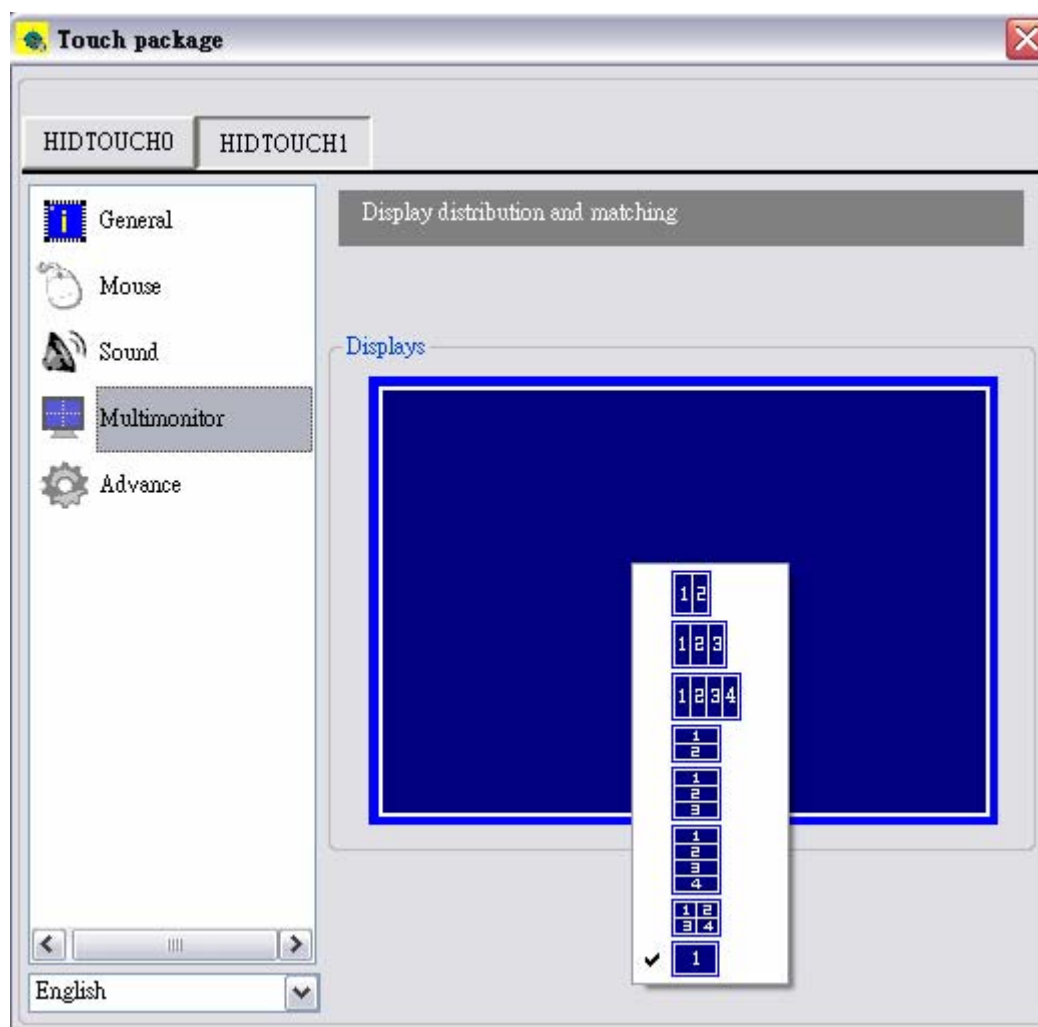 Touch package
HIDTOUCH0 HIDTOUCH1
General
Mouse
Sound
Multimonitor
Advance
English
Display distribution and matching
Displays
1 2
1 2 3
1 2 3 4
1
2
1
2
3
1
2
3
4
1 2
3 4
1